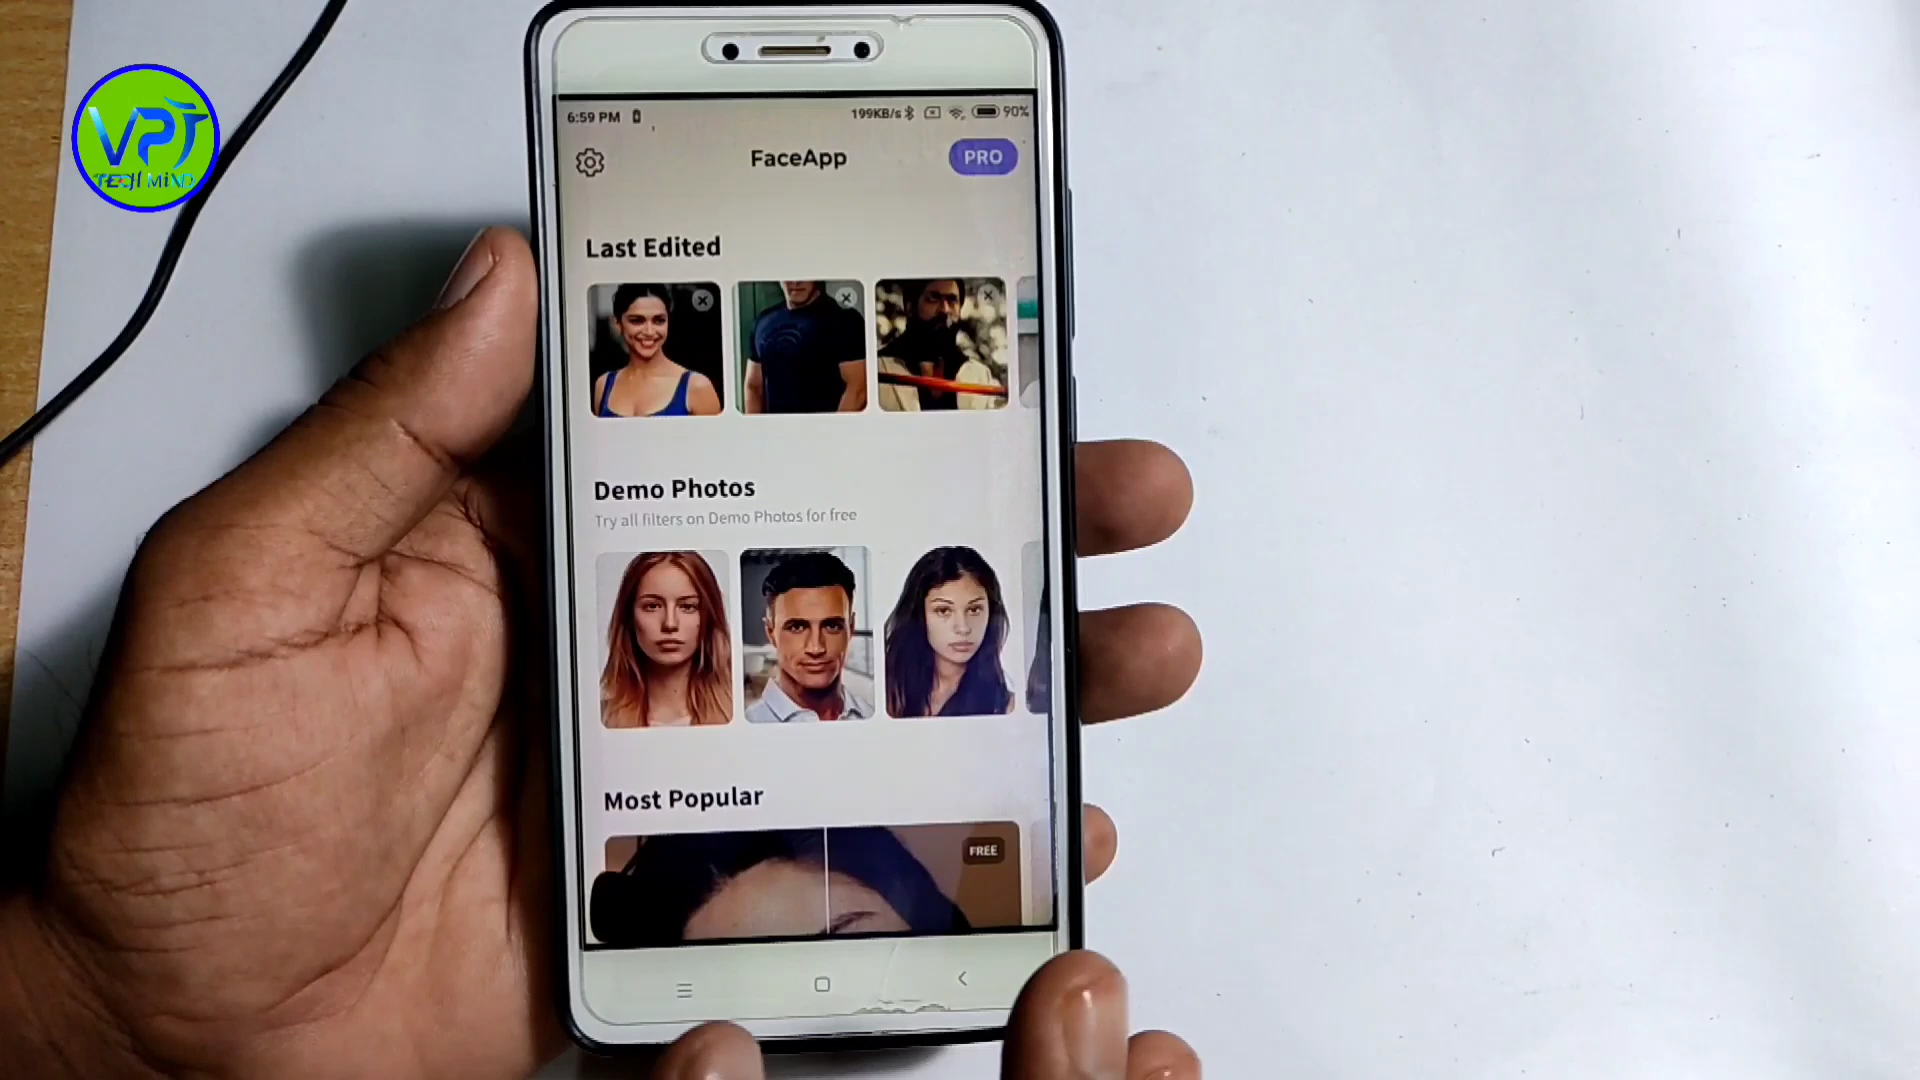 VPT
TECH MIND
6:59 PM
199KB/s
90%
FaceApp
PRO
Last Edited
Demo Photos
Try all filters on Demo Photos for free
Most Popular
FREE